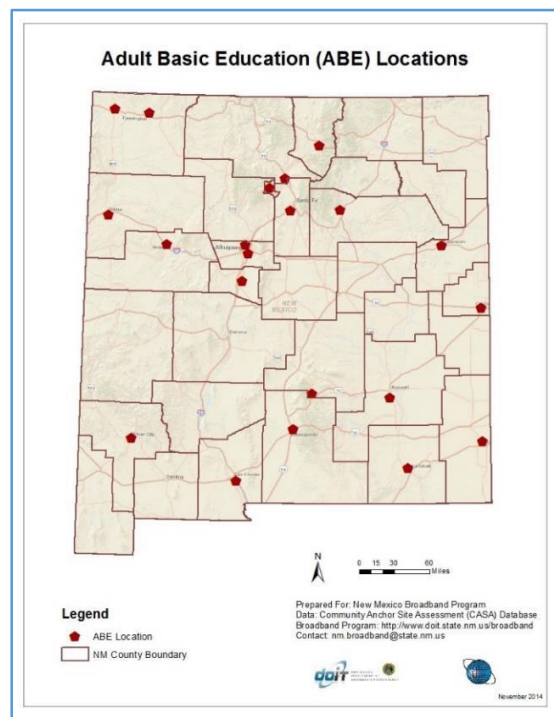 Adult Basic Education (ABE) Locations
Farmington
Santa Fe
Albuquerque
NEW
MEXICO
Roswell
Silver City
N
0 15 30 60
Miles
Legend
ABE Location
NM County Boundary
Prepared For: New Mexico Broadband Program
Data: Community Anchor Site Assessment (CASA) Database
Broadband Program: http://www.doit.state.nm.us/broadband
Contact: nm.broadband@state.nm.us
doit
November 2014